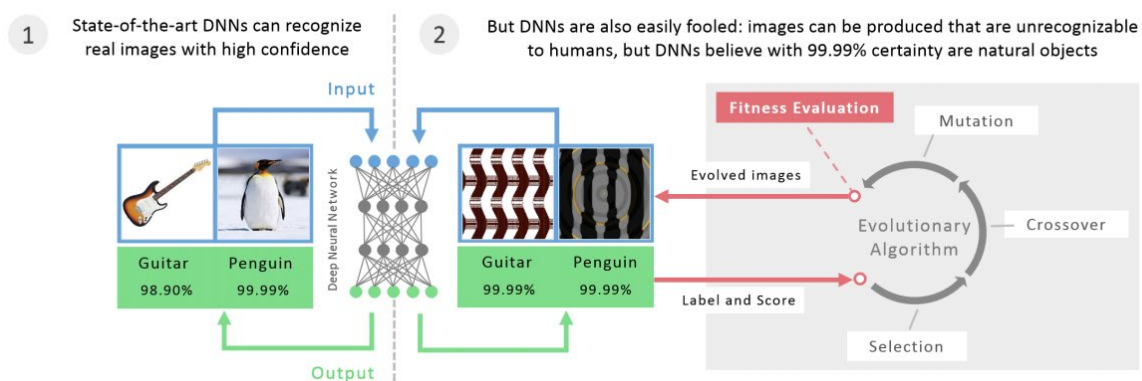 1
State-of-the-art DNNs can recognize
real images with high confidence
2
But DNNs are also easily fooled: images can be produced that are unrecognizable
to humans, but DNNs believe with 99.99% certainty are natural objects
Input
Deep Neural Network
Guitar Penguin
98.90% 99.99%
Guitar Penguin
99.99% 99.99%
Output
Evolved images
Label and Score
Fitness Evaluation
Mutation
Evolutionary
Algorithm
Crossover
Selection